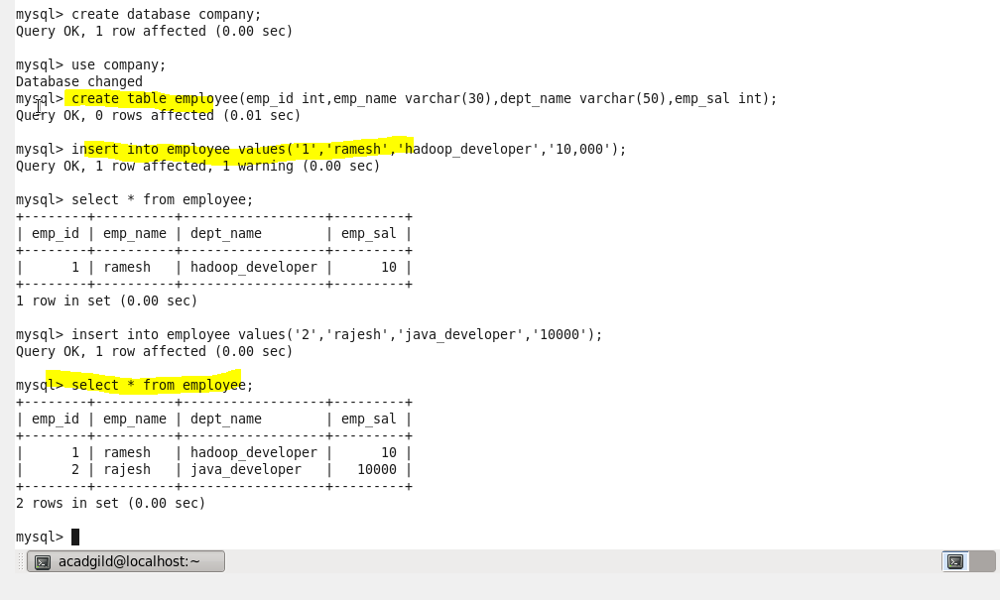 mysql> create database company;
Query OK, 1 row affected (0.00 sec)
mysql> use company;
Database changed
mysql> create table employee(emp_id int,emp_name varchar(30),dept_name varchar(50),emp_sal int);
Query OK, 0 rows affected (0.01 sec)
mysql> insert into employee values('1','ramesh','hadoop_developer','10,000');
Query OK, 1 row affected, 1 warning (0.00 sec)
mysql> select * from employee;
+--------+----------+------------------+---------+
| emp_id | emp_name | dept_name        | emp_sal |
+--------+----------+------------------+---------+
|      1 | ramesh   | hadoop_developer |      10 |
+--------+----------+------------------+---------+
1 row in set (0.00 sec)
mysql> insert into employee values('2','rajesh','java_developer','10000');
Query OK, 1 row affected (0.00 sec)
mysql> select * from employee;
+--------+----------+------------------+---------+
| emp_id | emp_name | dept_name        | emp_sal |
+--------+----------+------------------+---------+
|      1 | ramesh   | hadoop_developer |      10 |
|      2 | rajesh   | java_developer   |   10000 |
+--------+----------+------------------+---------+
2 rows in set (0.00 sec)
mysql>
acadgild@localhost:~